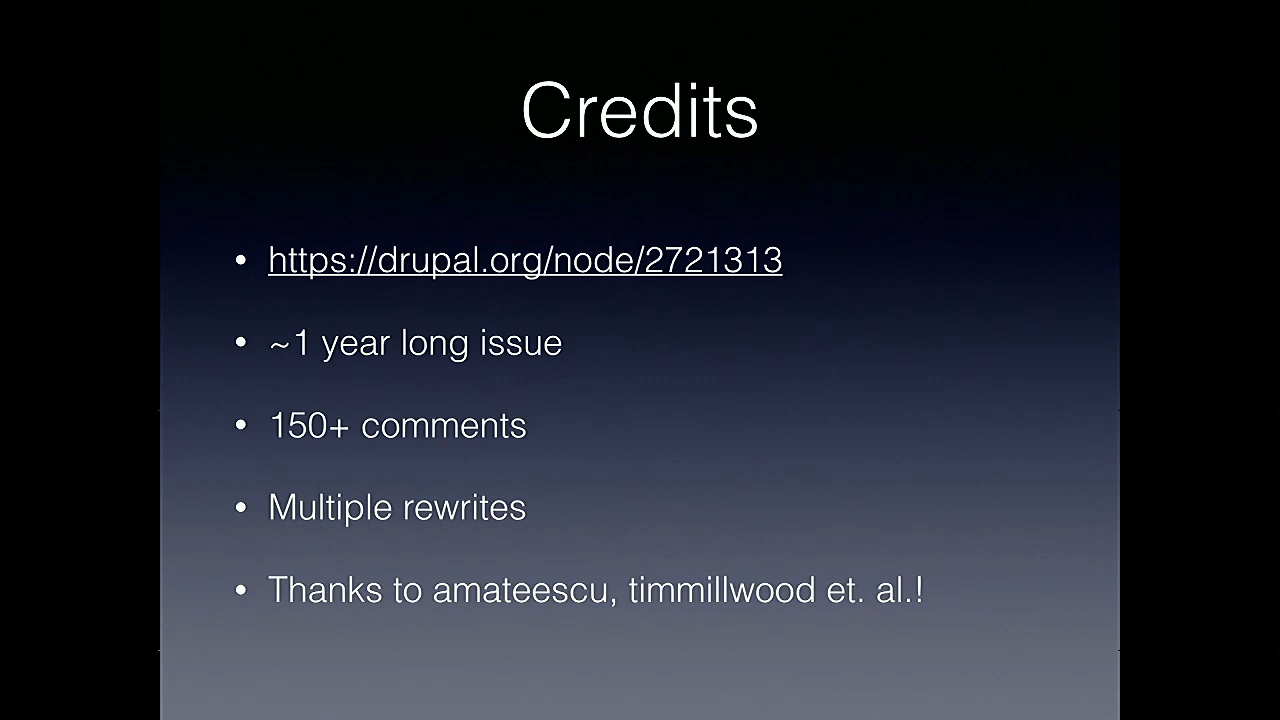 Credits
• https://drupal.org/node/2721313
• ~1 year long issue
• 150+ comments
• Multiple rewrites
• Thanks to amateescu, timmillwood et. al.!